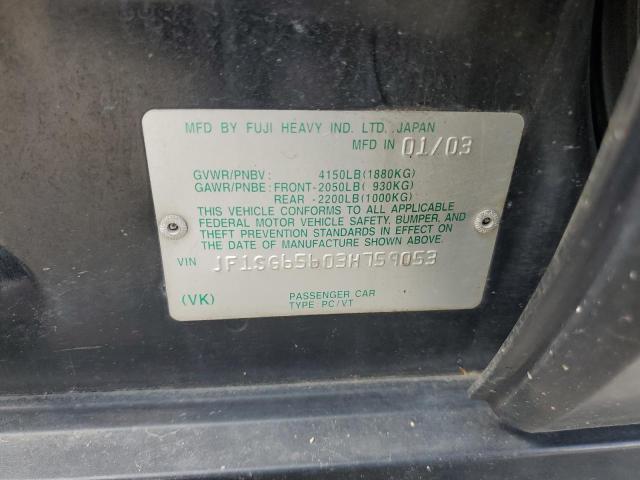 MFD BY FUJI HEAVY IND. LTD. JAPAN
MFD IN 01/03
GVWR/PNBV: 4150LB(1880KG)
GAWR/PNBE: FRONT-2050LB( 930KG)
REAR -2200LB(1000KG)
THIS VEHICLE CONFORMS TO ALL APPLICABLE
FEDERAL MOTOR VEHICLE SAFETY, BUMPER, AND
THEFT PREVENTION STANDARDS IN EFFECT ON
THE DATE OF MANUFACTURE SHOWN ABOVE.
VIN JF1SG65603H759053
(VK) PASSENGER CAR
TYPE:PC/VT